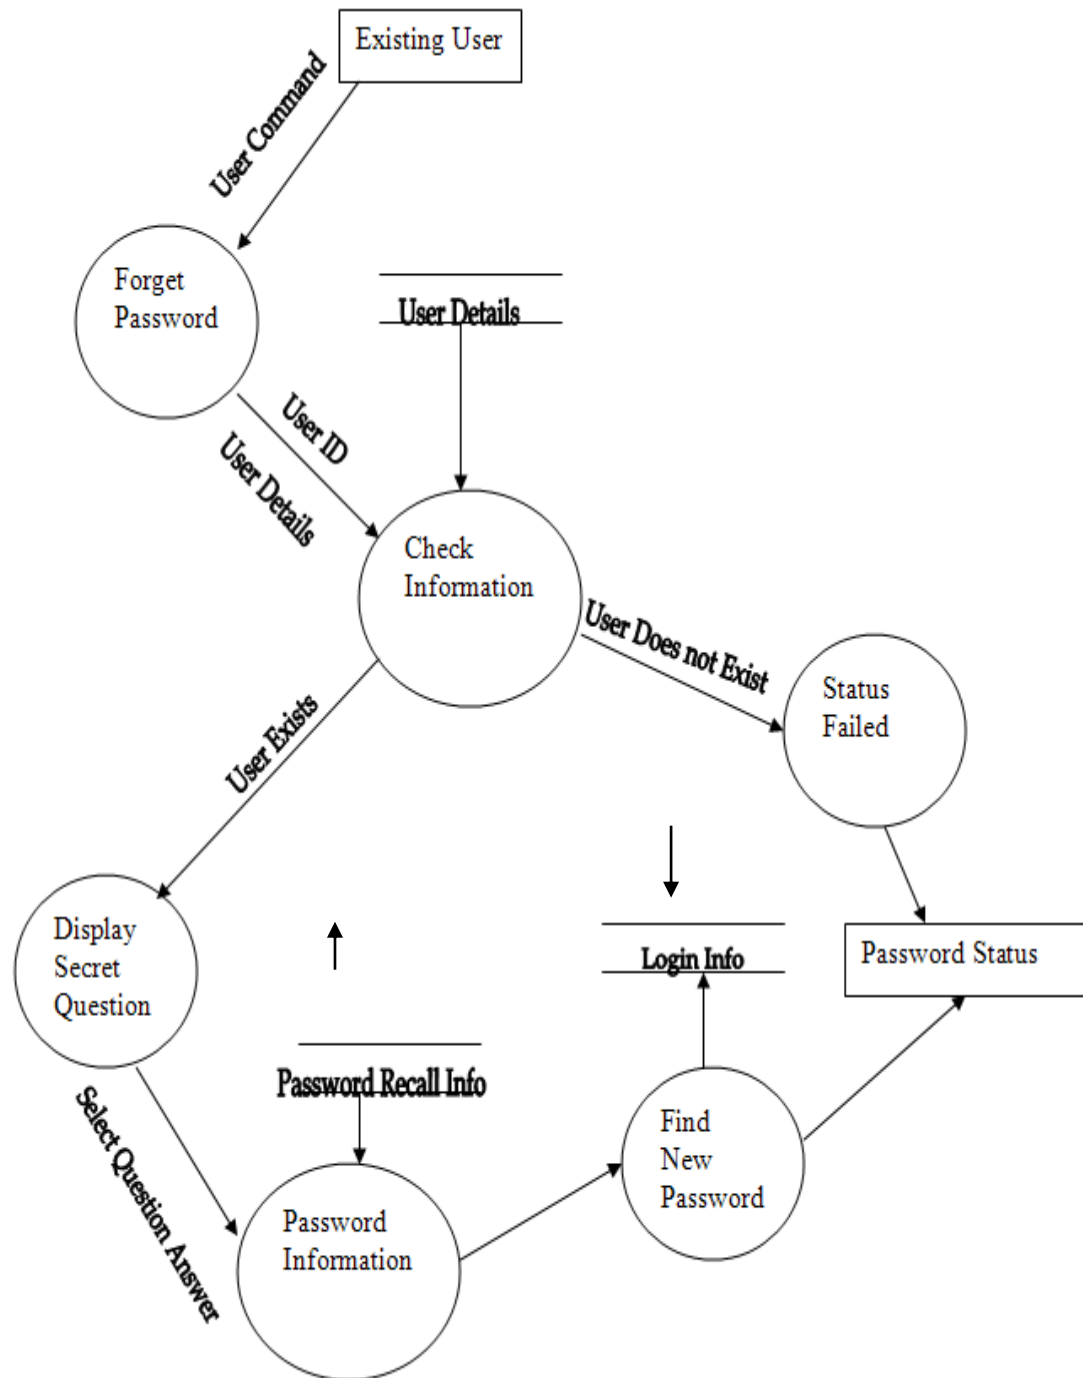 Existing User
User Command
Forget
Password
User Details
User ID
User Details
Check
Information
User Does not Exist
Status
Failed
User Exists
Display
Secret
Question
Login Info
Password Status
Password Recall Info
Select Question Answer
Find
New
Password
Password
Information